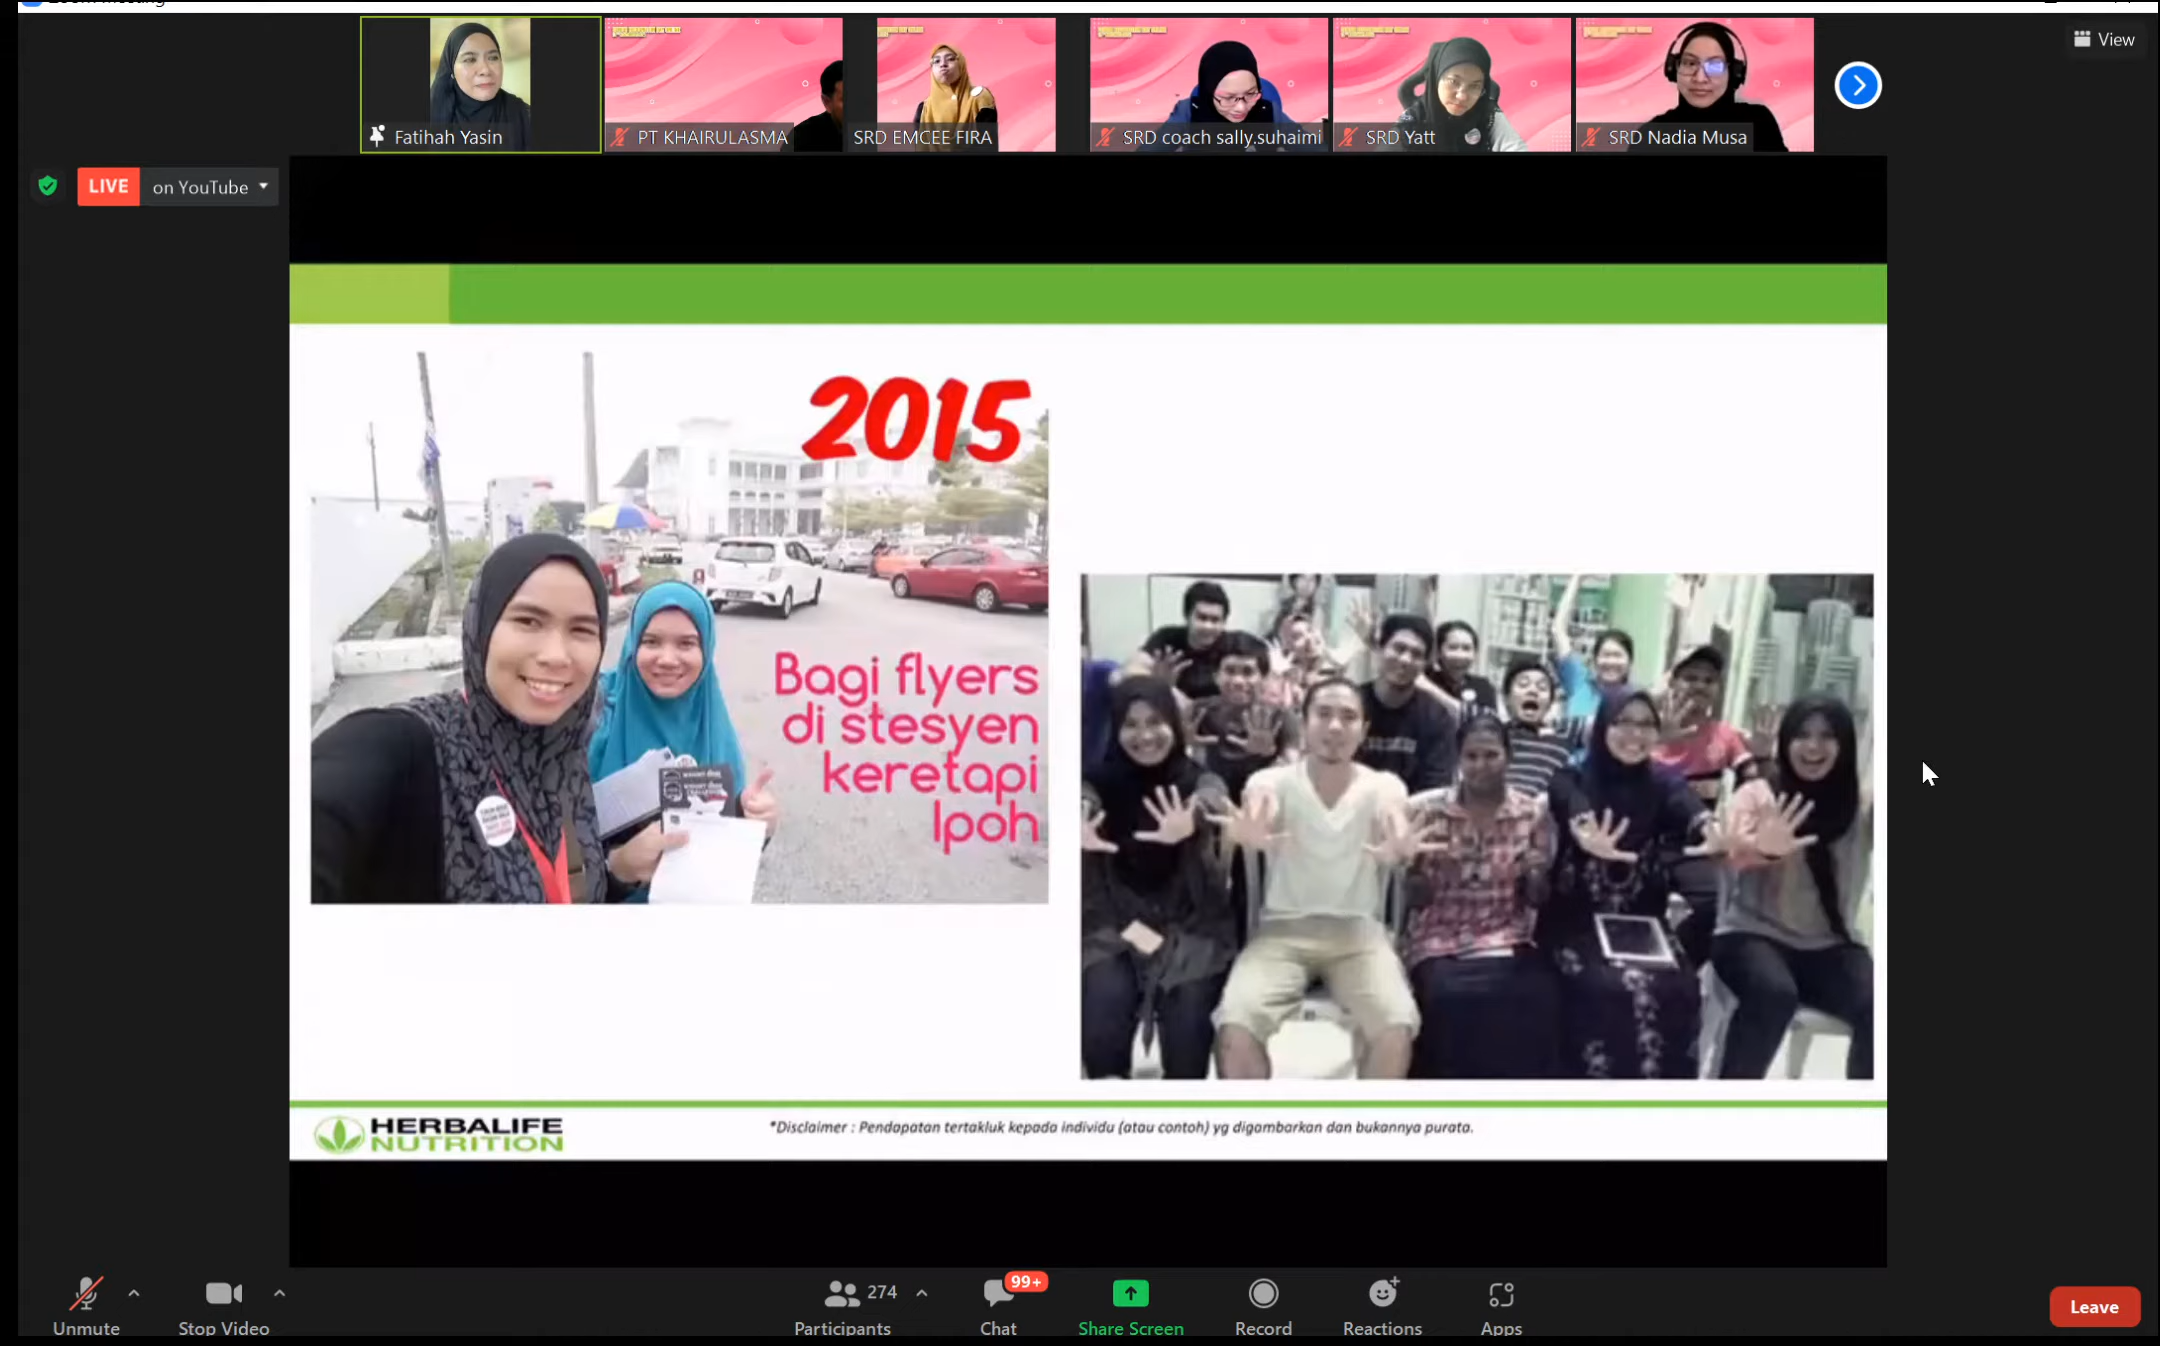 View
Fatihah Yasin
PT KHAIRULASMA
SRD EMCEE FIRA
SRD coach sally.suhaimi
SRD Yatt
SRD Nadia Musa
LIVE on YouTube
2015
Bagi flyers
di stesyen
keretapi
Ipoh
HERBALIFE
NUTRITION
*Disclaimer : Pendapatan tertakluk kepada individu (atau contoh) yg digambarkan dan bukannya purata.
Unmute
Stop Video
274
Participants
99+
Chat
Share Screen
Record
Reactions
Apps
Leave